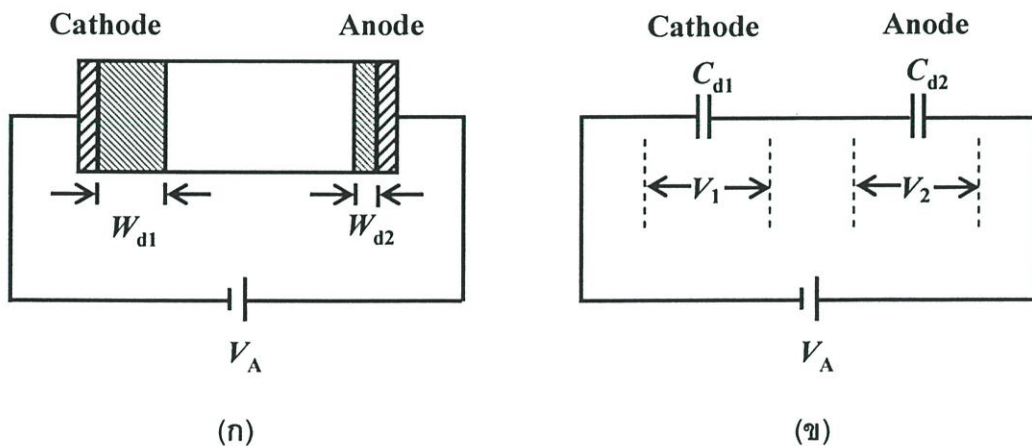 Cathode
Anode
W_d1
W_d2
V_A
(ก)
Cathode
Anode
C_d1
C_d2
V_1
V_2
V_A
(ข)